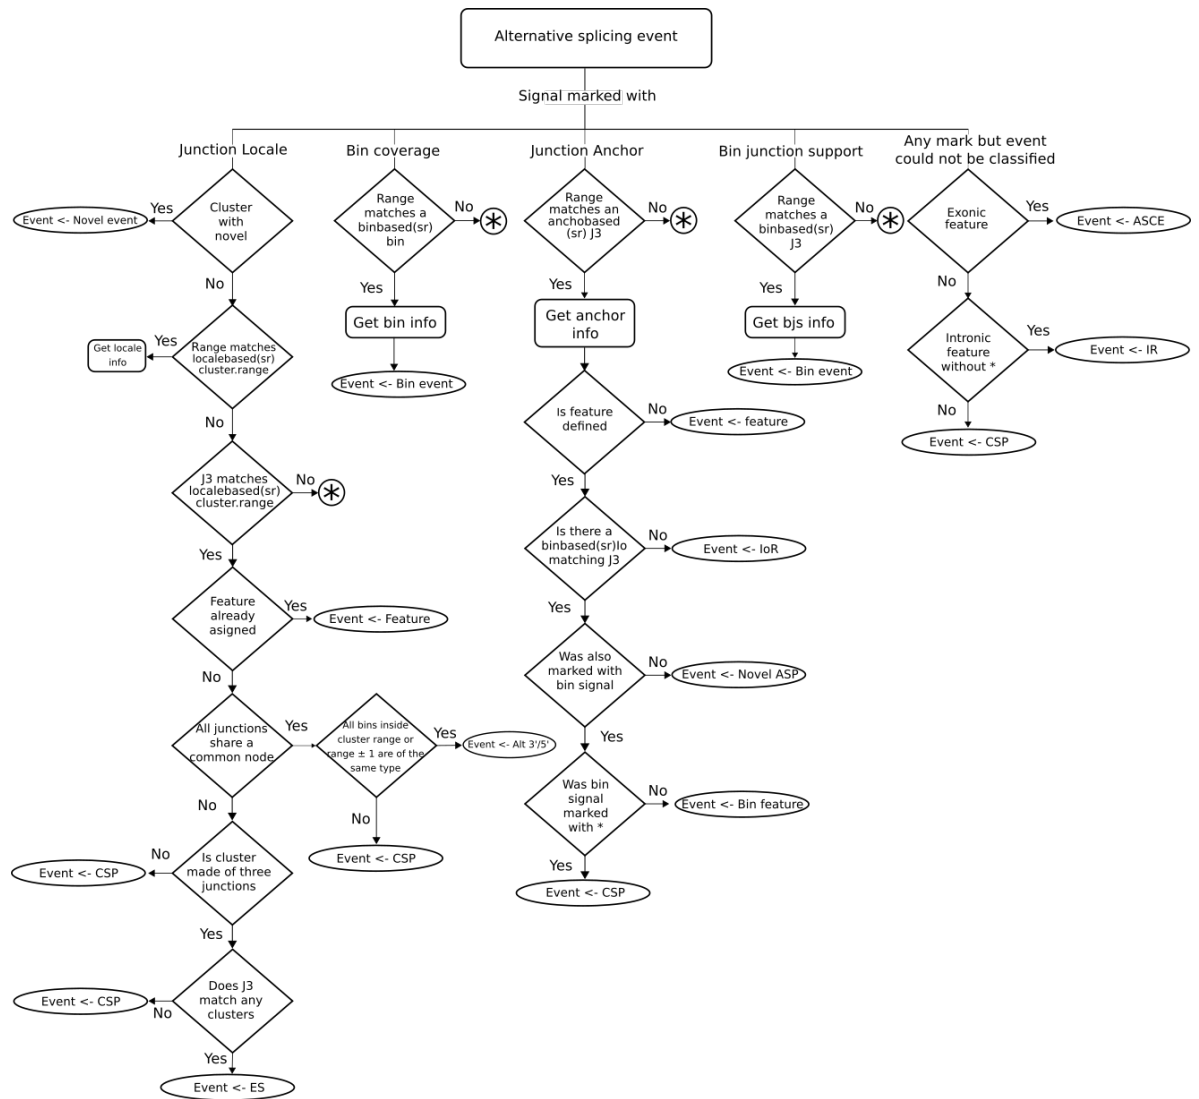 Alternative splicing event
Signal marked with
Junction Locale
Bin coverage
Junction Anchor
Bin junction support
Any mark but event
could not be classified
Cluster
with
novel
Yes
Event <- Novel event
No
Range matches
localebased(sr)
cluster.range
Yes
Get locale
info
No
J3 matches
localebased(sr)
cluster.range
No
*
Yes
Feature
already
asigned
Yes
Event <- Feature
No
All junctions
share a
common node
Yes
All bins inside
cluster range or
range ± 1 are of the
same type
Yes
Event <- Alt 3'/5'
No
Event <- CSP
No
Is cluster
made of three
junctions
No
Event <- CSP
Yes
Does J3
match any
clusters
No
Event <- CSP
Yes
Event <- ES
Range
matches a
binbased(sr)
bin
No
*
Yes
Get bin info
Event <- Bin event
Range
matches an
anchobased
(sr) J3
No
*
Yes
Get anchor
info
Is feature
defined
No
Event <- feature
Yes
Is there a
binbased(sr)Io
matching J3
No
Event <- IoR
Yes
Was also
marked with
bin signal
No
Event <- Novel ASP
Yes
Was bin
signal
marked
with *
No
Event <- Bin feature
Yes
Event <- CSP
Range
matches a
binbased(sr)
J3
No
*
Yes
Get bjs info
Event <- Bin event
Exonic
feature
Yes
Event <- ASCE
No
Intronic
feature
without *
Yes
Event <- IR
No
Event <- CSP